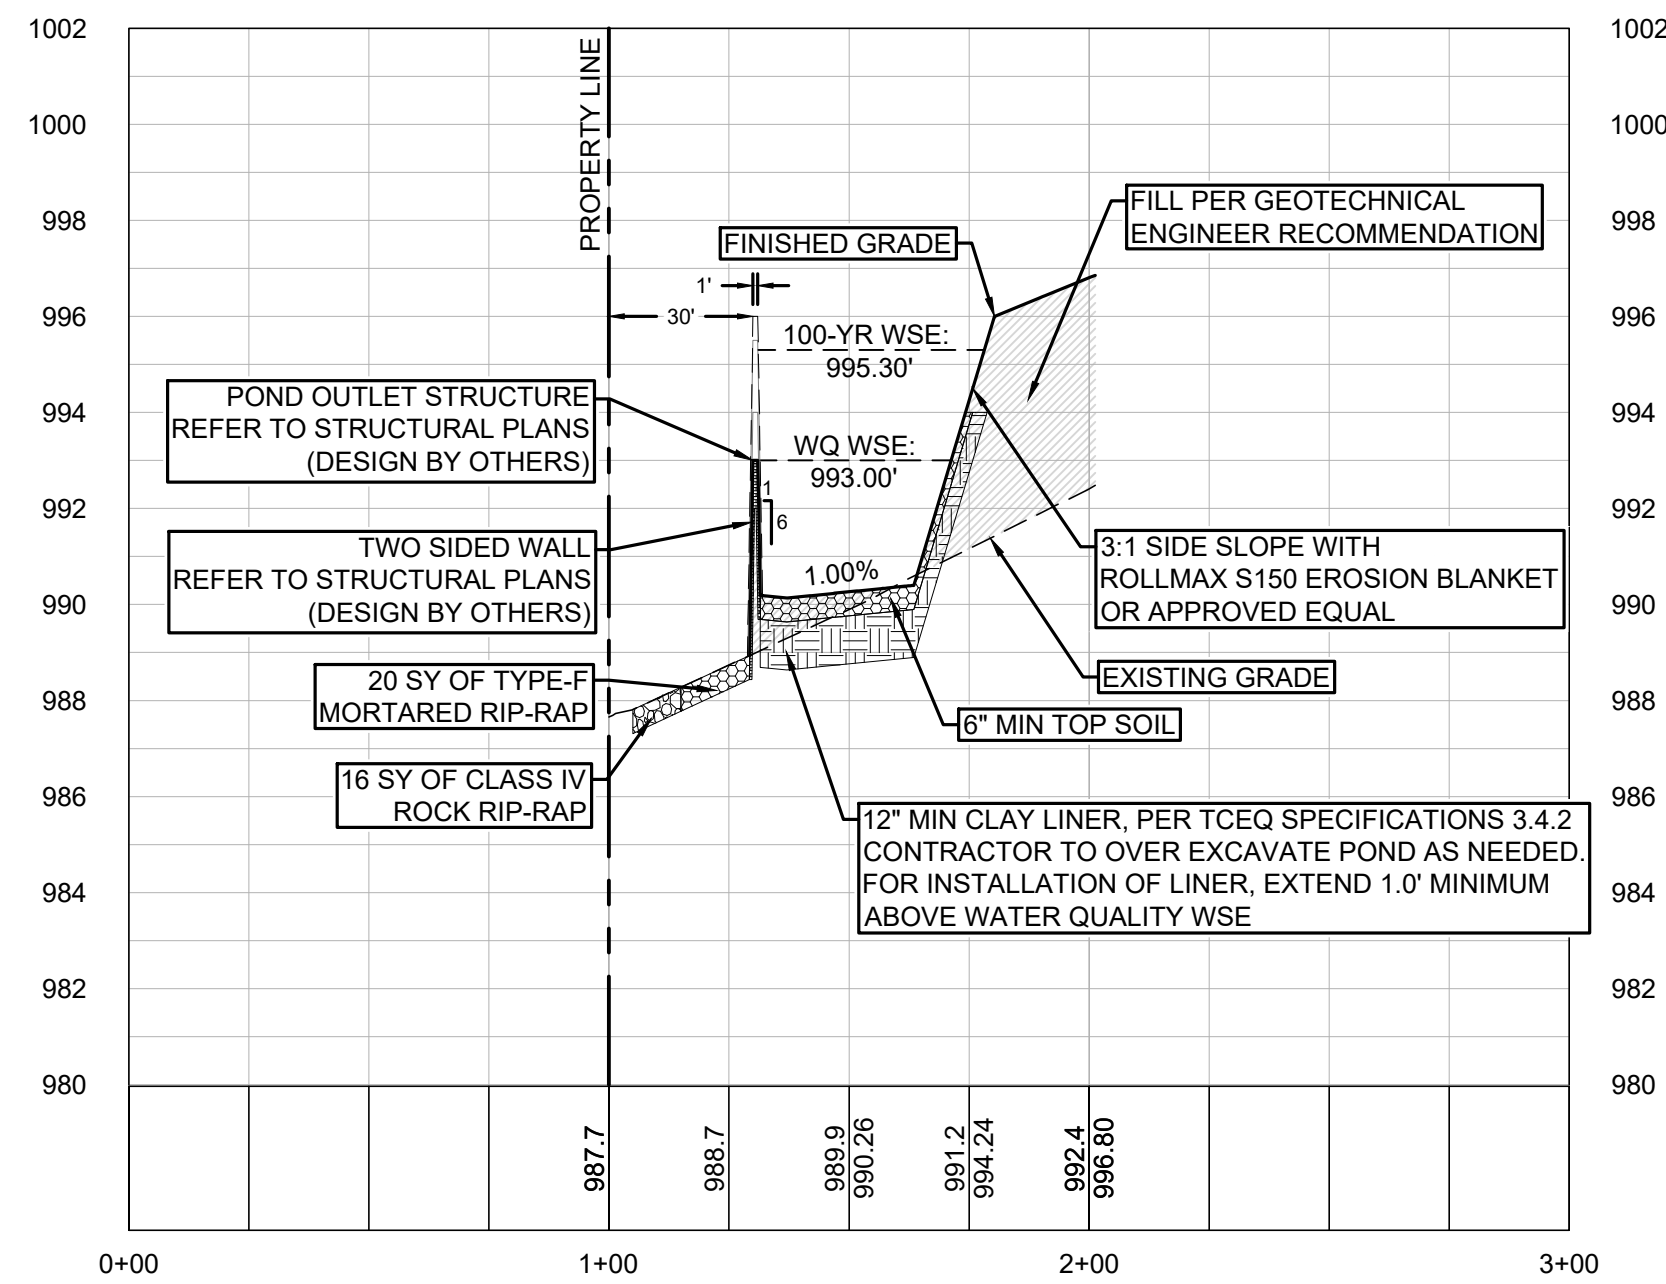 1002
1000
998
996
994
992
990
988
986
984
982
980
1002
1000
998
996
994
992
990
988
986
984
982
980
PROPERTY LINE
FILL PER GEOTECHNICAL
ENGINEER RECOMMENDATION
FINISHED GRADE
1'
30'
100-YR WSE:
995.30'
POND OUTLET STRUCTURE
REFER TO STRUCTURAL PLANS
(DESIGN BY OTHERS)
WQ WSE:
993.00'
1
6
TWO SIDED WALL
REFER TO STRUCTURAL PLANS
(DESIGN BY OTHERS)
1.00%
3:1 SIDE SLOPE WITH
ROLLMAX S150 EROSION BLANKET
OR APPROVED EQUAL
20 SY OF TYPE-F
MORTARED RIP-RAP
EXISTING GRADE
6" MIN TOP SOIL
16 SY OF CLASS IV
ROCK RIP-RAP
12" MIN CLAY LINER, PER TCEQ SPECIFICATIONS 3.4.2
CONTRACTOR TO OVER EXCAVATE POND AS NEEDED.
FOR INSTALLATION OF LINER, EXTEND 1.0' MINIMUM
ABOVE WATER QUALITY WSE
987.7
988.7
989.9
990.26
991.2
994.24
992.4
996.80
0+00
1+00
2+00
3+00